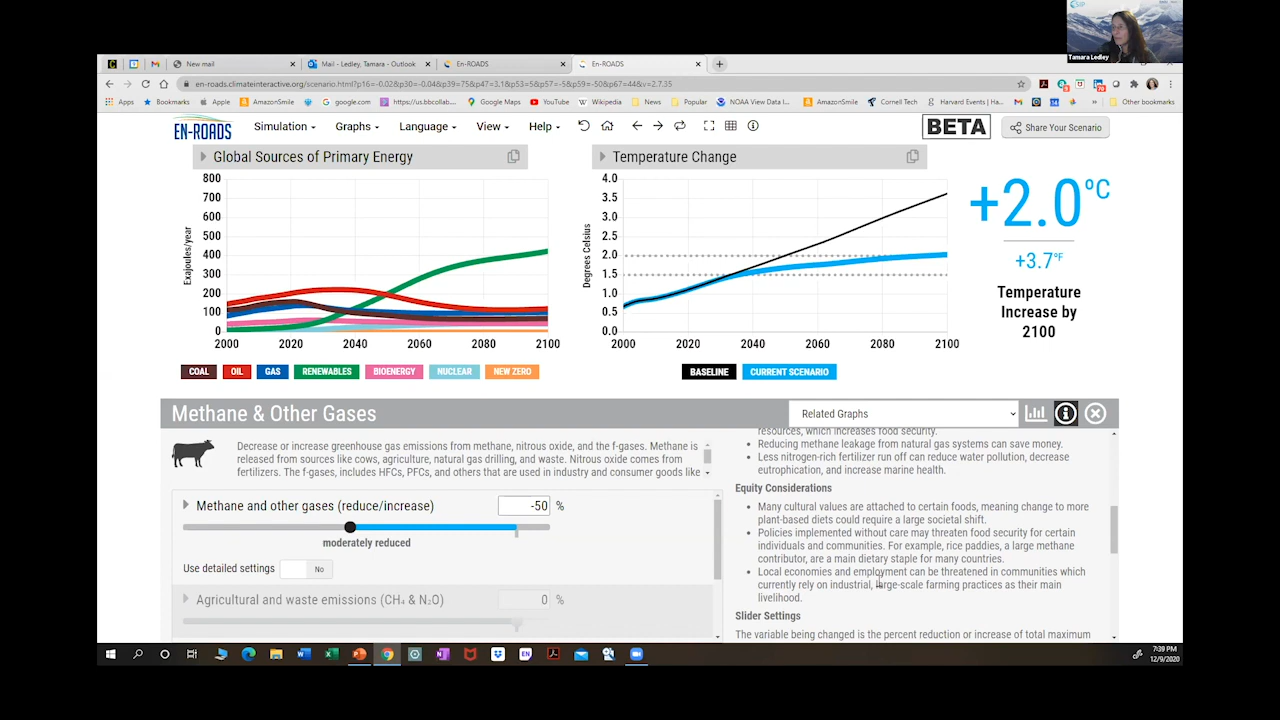 CSIP
Tamara Ledley
New mail
Mail - Ledley, Tamara - Outlook
En-ROADS
En-ROADS
en-roads.climateinteractive.org/scenario.html?p16=-0.02&p30=-0.04&p39=75&p47=3.1&p53=5&p57=-5&p59=-50&p67=44&v=2.7.35
Apps
Bookmarks
Apple
AmazonSmile
google.com
https://us.bbcollab...
Google Maps
YouTube
Wikipedia
News
Popular
NOAA View Data I...
AmazonSmile
Cornell Tech
Harvard Events | Ha...
Other bookmarks
EN-ROADS
Simulation
Graphs
Language
View
Help
BETA
Share Your Scenario
Global Sources of Primary Energy
Temperature Change
800
700
600
500
400
300
200
100
0
Exajoules/year
2000 2020 2040 2060 2080 2100
COAL OIL GAS RENEWABLES BIOENERGY NUCLEAR NEW ZERO
4.0
3.5
3.0
2.5
2.0
1.5
1.0
0.5
0.0
Degrees Celsius
2000 2020 2040 2060 2080 2100
BASELINE CURRENT SCENARIO
+2.0°C
+3.7°F
Temperature
Increase by
2100
Methane & Other Gases
Related Graphs
Decrease or increase greenhouse gas emissions from methane, nitrous oxide, and the f-gases. Methane is
released from sources like cows, agriculture, natural gas drilling, and waste. Nitrous oxide comes from
fertilizers. The f-gases, includes HFCs, PFCs, and others that are used in industry and consumer goods like
Methane and other gases (reduce/increase)
-50 %
moderately reduced
Use detailed settings
No
Agricultural and waste emissions (CH₄ & N₂O)
0 %
resources, which increases food security.
• Reducing methane leakage from natural gas systems can save money.
• Less nitrogen-rich fertilizer run off can reduce water pollution, decrease
eutrophication, and increase marine health.
Equity Considerations
• Many cultural values are attached to certain foods, meaning change to more
plant-based diets could require a large societal shift.
• Policies implemented without care may threaten food security for certain
individuals and communities. For example, rice paddies, a large methane
contributor, are a main dietary staple for many countries.
• Local economies and employment can be threatened in communities which
currently rely on industrial, large-scale farming practices as their main
livelihood.
Slider Settings
The variable being changed is the percent reduction or increase of total maximum
7:39 PM
12/9/2020